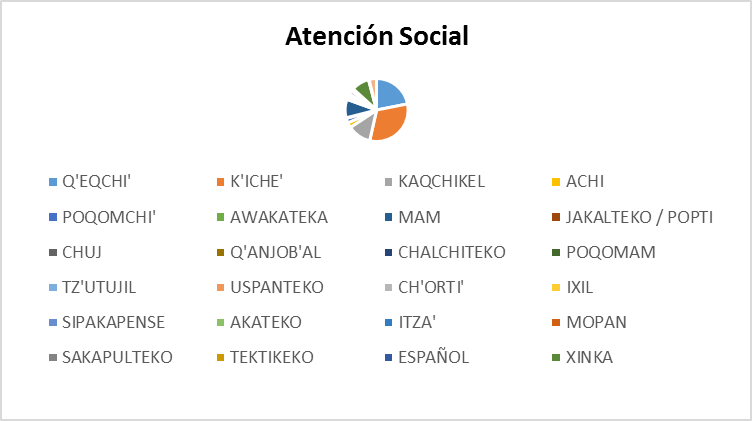 Atención Social
Q'EQCHI' K'ICHE' KAQCHIKEL ACHI
POQOMCHI' AWAKATEKA MAM JAKALTEKO / POPTI
CHUJ Q'ANJOB'AL CHALCHITEKO POQOMAM
TZ'UTUJIL USPANTEKO CH'ORTI' IXIL
SIPAKAPENSE AKATEKO ITZA' MOPAN
SAKAPULTEKO TEKTIKEKO ESPAÑOL XINKA